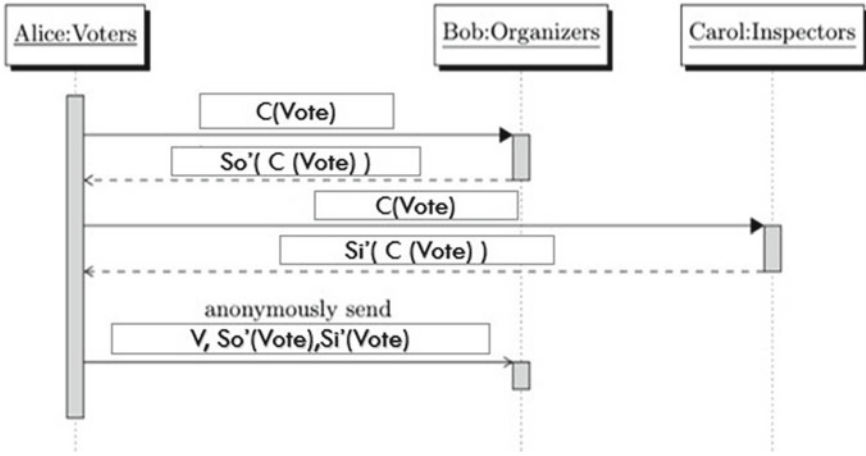 Alice:Voters
Bob:Organizers
Carol:Inspectors
C(Vote)
So'( C (Vote) )
C(Vote)
Si'( C (Vote) )
anonymously send
V, So'(Vote),Si'(Vote)